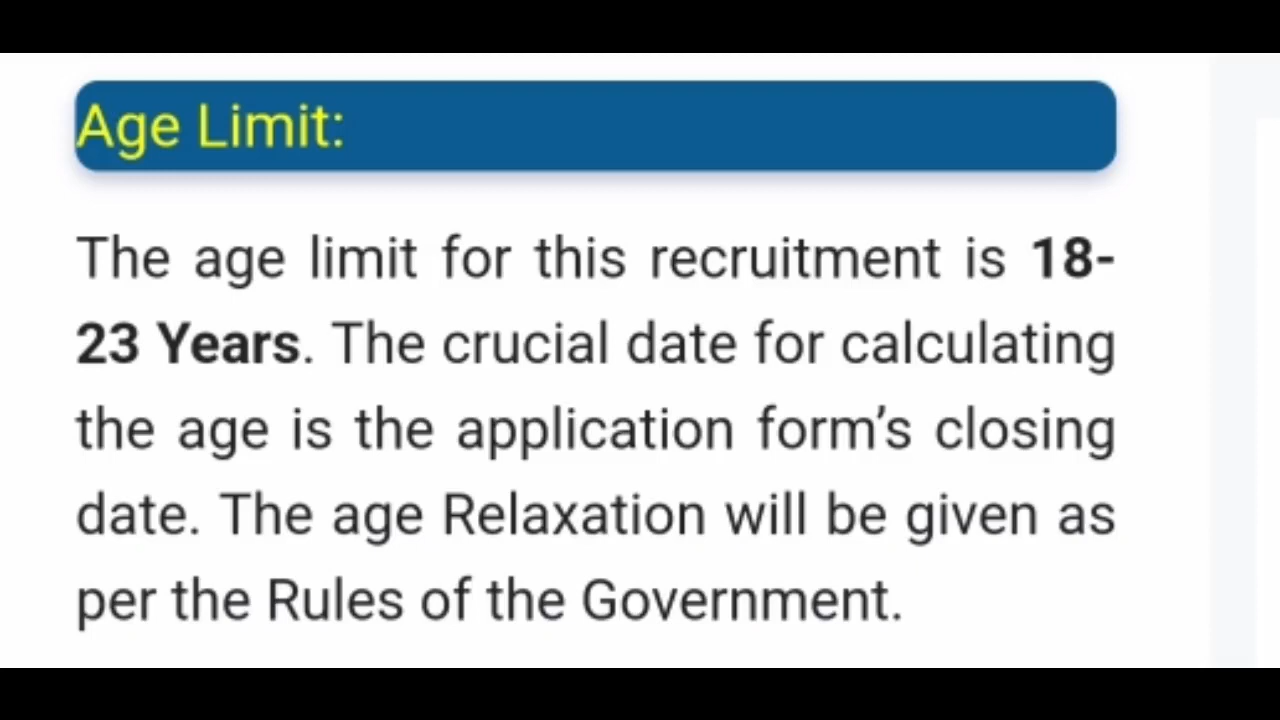 Age Limit:
The age limit for this recruitment is 18-
23 Years. The crucial date for calculating
the age is the application form’s closing
date. The age Relaxation will be given as
per the Rules of the Government.